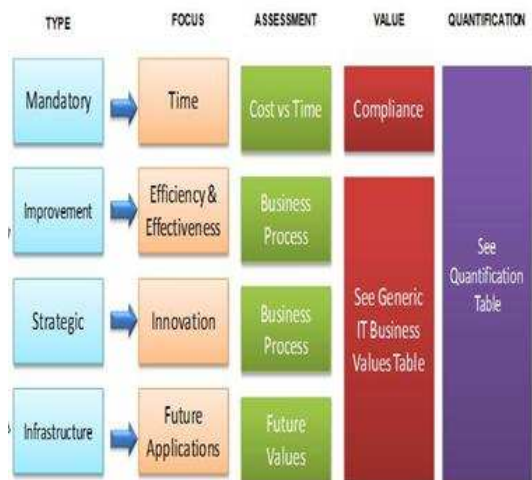 TYPE
FOCUS
ASSESSMENT
VALUE
QUANTIFICATION
Mandatory
Time
Cost vs Time
Compliance
Improvement
Efficiency &
Effectiveness
Business
Process
Strategic
Innovation
Business
Process
See Generic
IT Business
Values Table
See
Quantification
Table
Infrastructure
Future
Applications
Future
Values